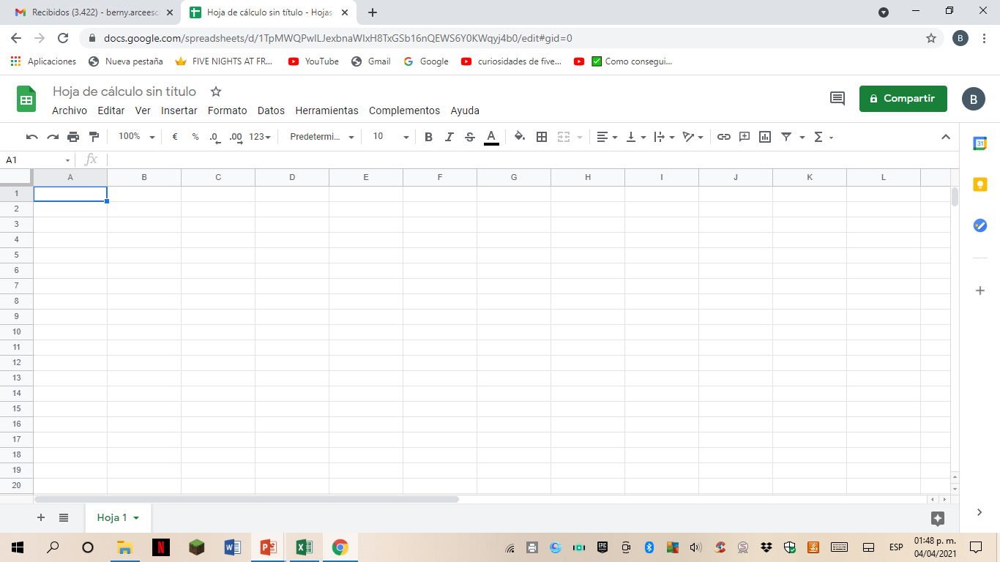 Recibidos (3.422) - berny.arceesc
Hoja de cálculo sin título - Hojas
docs.google.com/spreadsheets/d/1TpMWQPwILJexbnaWlxH8TxGSb16nQEWS6Y0KWqyj4b0/edit#gid=0
B
Aplicaciones
Nueva pestaña
FIVE NIGHTS AT FR...
YouTube
Gmail
Google
curiosidades de five...
Como consegui...
Hoja de cálculo sin título
Compartir
B
Archivo Editar Ver Insertar Formato Datos Herramientas Complementos Ayuda
100% € % .0 .00 123 Predetermi... 10 B I S A Σ
31
A1 fx
A B C D E F G H I J K L
1
2
3
4
5
6
7
8
9
10
11
12
13
14
15
16
17
18
19
20
+ Hoja 1
N W P X EPIC ESP
01:48 p. m.
04/04/2021